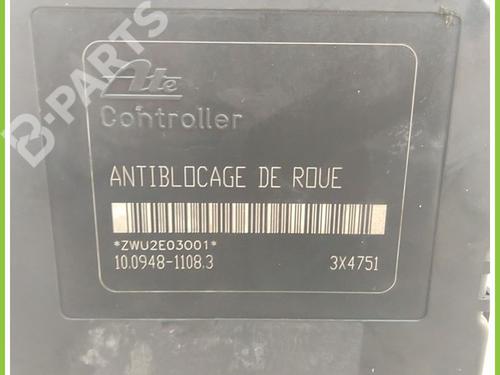 B-PARTS
Ate
Controller
ANTIBLOCAGE DE ROUE
*ZWU2E03001*
10.0948-1108.3 3X4751